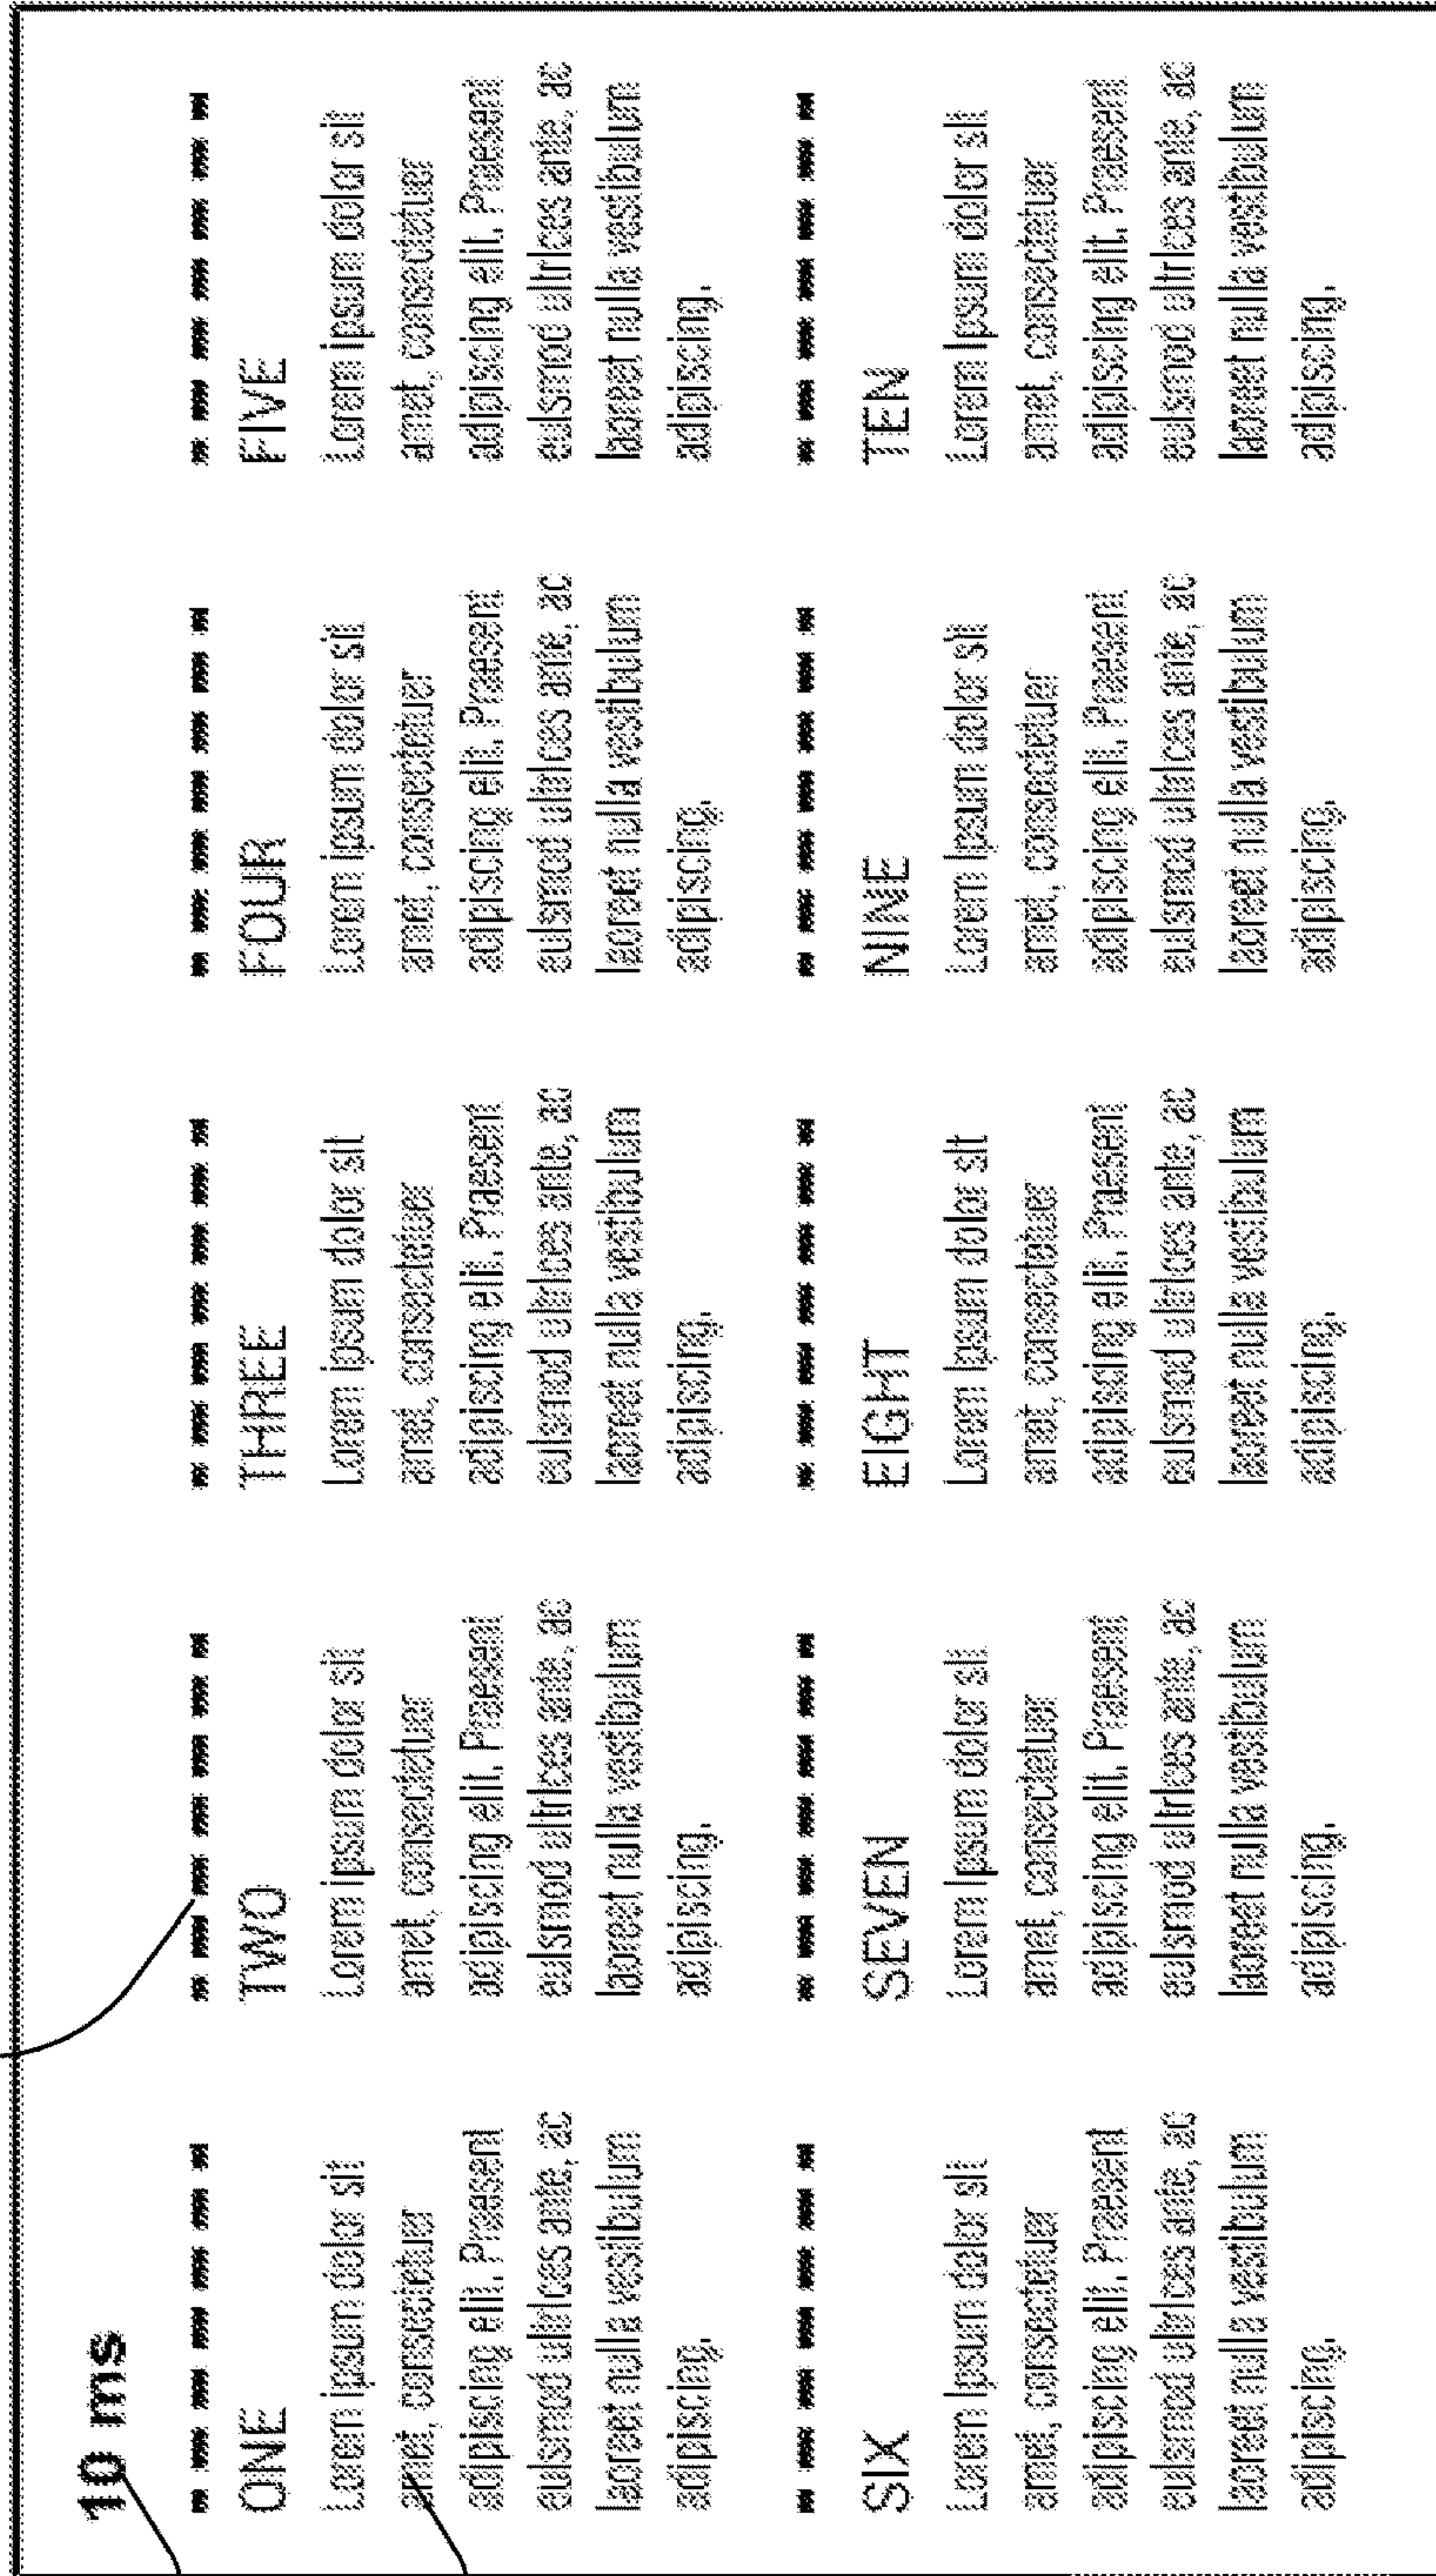 10 ms
ONE
Lorem ipsum dolor sit
amet, consectetuer
adipiscing elit. Praesent
euismod ultrices ante, ac
laoreet nulla vestibulum
adipiscing.
TWO
Lorem ipsum dolor sit
amet, consectetuer
adipiscing elit. Praesent
euismod ultrices ante, ac
laoreet nulla vestibulum
adipiscing.
THREE
Lorem ipsum dolor sit
amet, consectetuer
adipiscing elit. Praesent
euismod ultrices ante, ac
laoreet nulla vestibulum
adipiscing.
FOUR
Lorem ipsum dolor sit
amet, consectetuer
adipiscing elit. Praesent
euismod ultrices ante, ac
laoreet nulla vestibulum
adipiscing.
FIVE
Lorem ipsum dolor sit
amet, consectetuer
adipiscing elit. Praesent
euismod ultrices ante, ac
laoreet nulla vestibulum
adipiscing.
SIX
Lorem ipsum dolor sit
amet, consectetuer
adipiscing elit. Praesent
euismod ultrices ante, ac
laoreet nulla vestibulum
adipiscing.
SEVEN
Lorem ipsum dolor sit
amet, consectetuer
adipiscing elit. Praesent
euismod ultrices ante, ac
laoreet nulla vestibulum
adipiscing.
EIGHT
Lorem ipsum dolor sit
amet, consectetuer
adipiscing elit. Praesent
euismod ultrices ante, ac
laoreet nulla vestibulum
adipiscing.
NINE
Lorem ipsum dolor sit
amet, consectetuer
adipiscing elit. Praesent
euismod ultrices ante, ac
laoreet nulla vestibulum
adipiscing.
TEN
Lorem ipsum dolor sit
amet, consectetuer
adipiscing elit. Praesent
euismod ultrices ante, ac
laoreet nulla vestibulum
adipiscing.